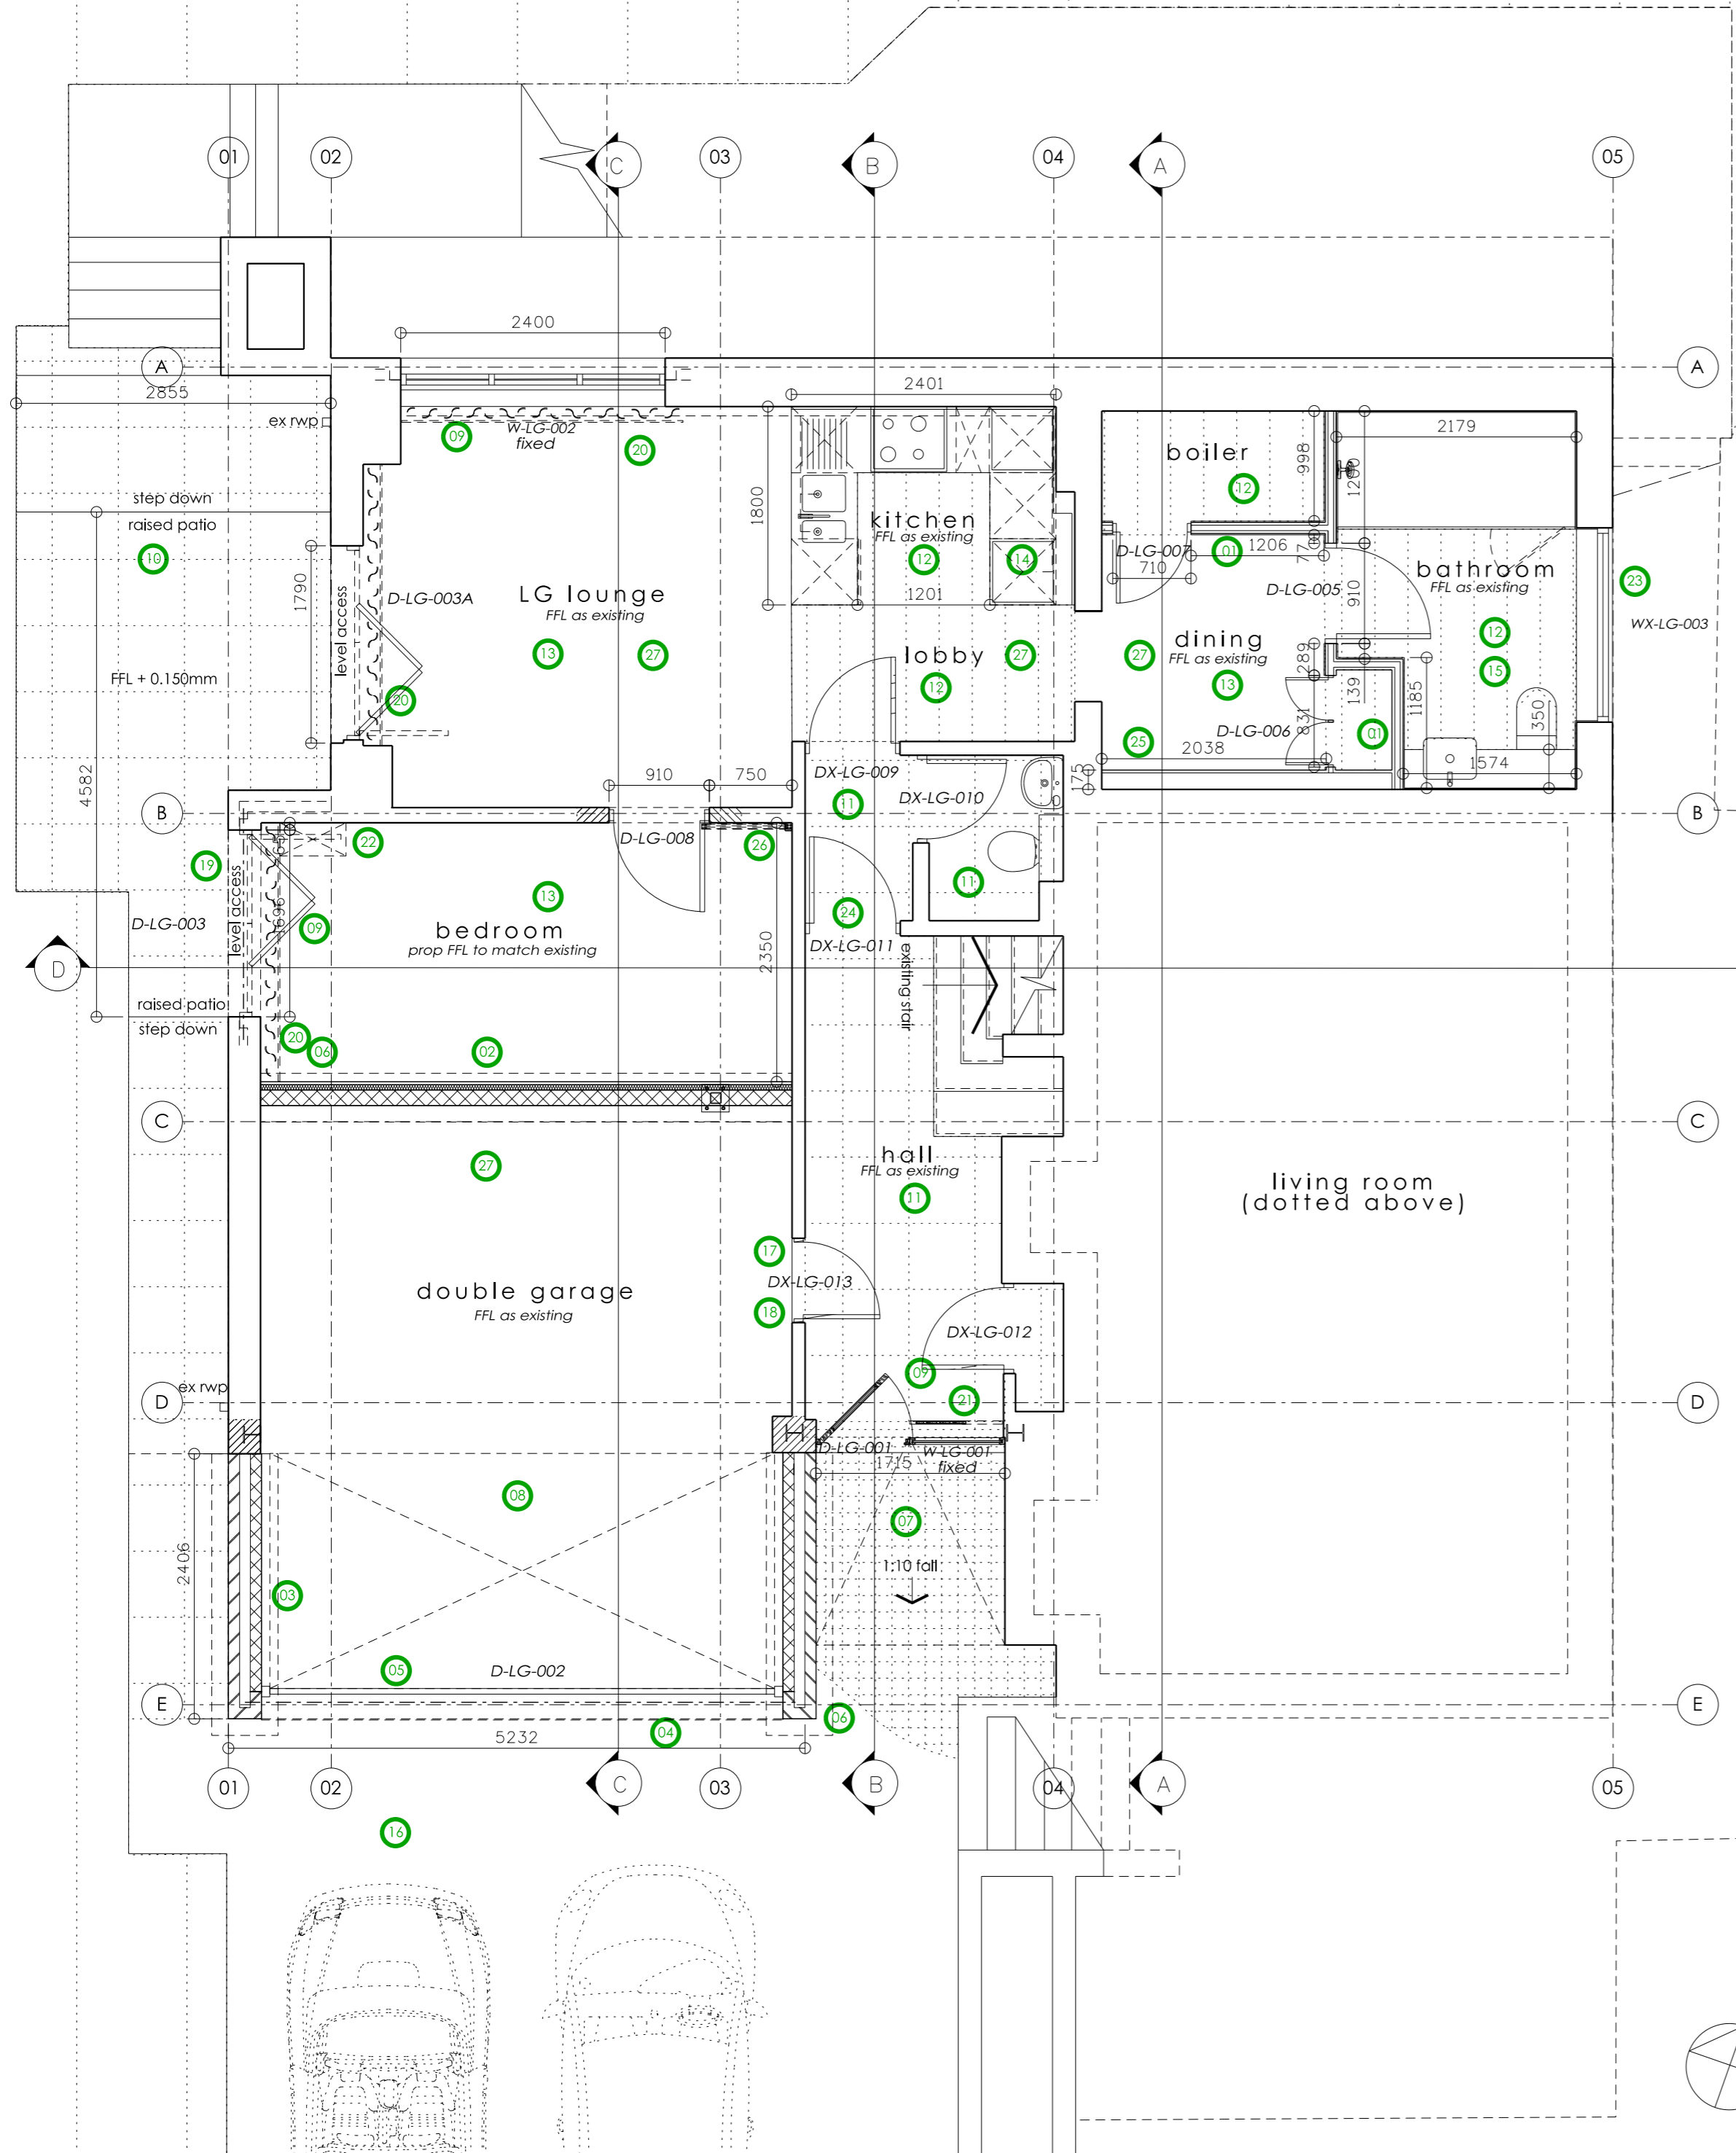 01
02
C
03
B
04
A
05
2400
A
A
2855
2401
ex rwp
W-LG-002
fixed
09
20
boiler
12
998
1200
2179
step down
raised patio
10
1800
kitchen
FFL as existing
12
14
D-LG-007
01
1206
77
710
D-LG-005
910
bathroom
FFL as existing
23
WX-LG-003
1790
level access
D-LG-003A
LG lounge
FFL as existing
13
27
1201
lobby
27
12
27
dining
FFL as existing
13
289
139
12
15
1185
350
FFL + 0.150mm
20
4582
25
2038
D-LG-006
831
01
1574
175
910
750
DX-LG-009
11
DX-LG-010
B
B
D-LG-008
22
26
19
level access
D-LG-003
09
13
bedroom
prop FFL to match existing
2350
24
11
DX-LG-011
existing stair
D
raised patio
step down
20
06
02
C
C
27
hall
FFL as existing
11
living room
(dotted above)
17
DX-LG-013
18
double garage
FFL as existing
DX-LG-012
09
21
ex rwp
D
D
D-LG-001
W-LG-001
fixed
1715
08
07
1:10 fall
2406
03
05
D-LG-002
E
E
06
04
5232
01
02
C
03
B
04
A
05
16